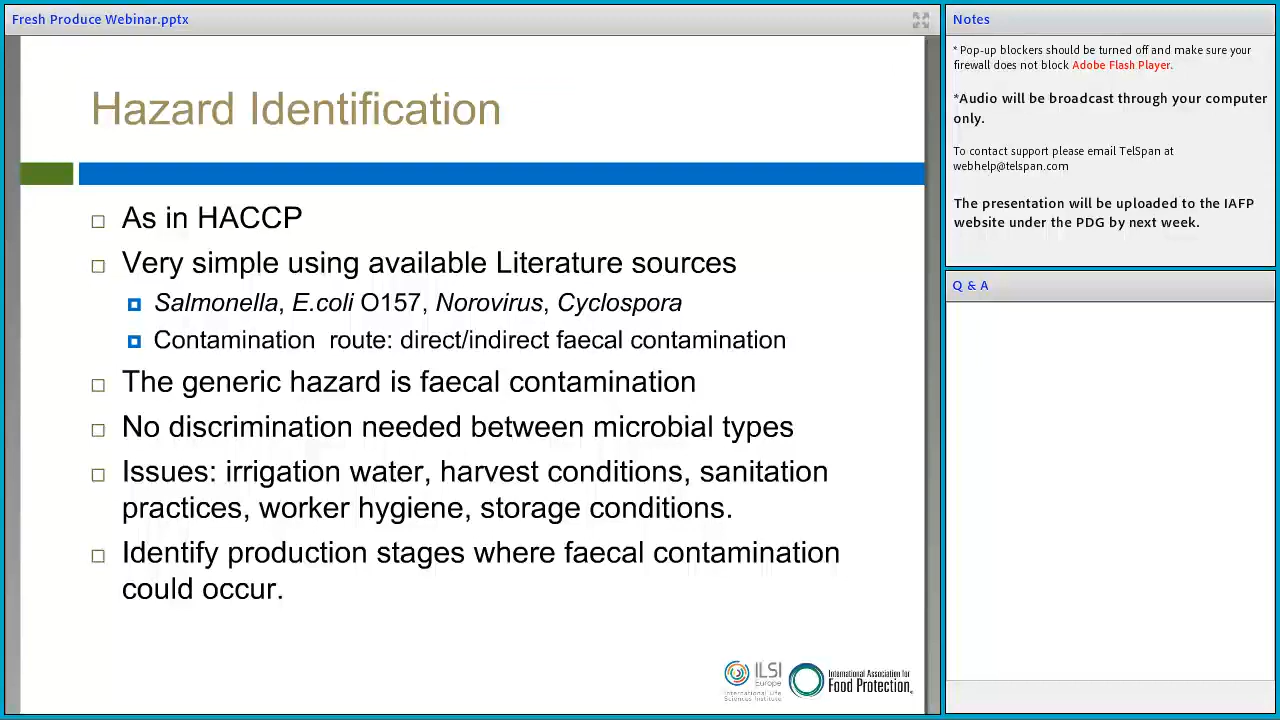 Fresh Produce Webinar.pptx
Hazard Identification
As in HACCP
Very simple using available Literature sources
Salmonella, E.coli O157, Norovirus, Cyclospora
Contamination route: direct/indirect faecal contamination
The generic hazard is faecal contamination
No discrimination needed between microbial types
Issues: irrigation water, harvest conditions, sanitation
practices, worker hygiene, storage conditions.
Identify production stages where faecal contamination
could occur.
ILSI
Europe
International Life
Sciences Institute
International Association for
Food Protection
Notes
* Pop-up blockers should be turned off and make sure your
firewall does not block Adobe Flash Player.
*Audio will be broadcast through your computer
only.
To contact support please email TelSpan at
webhelp@telspan.com
The presentation will be uploaded to the IAFP
website under the PDG by next week.
Q & A